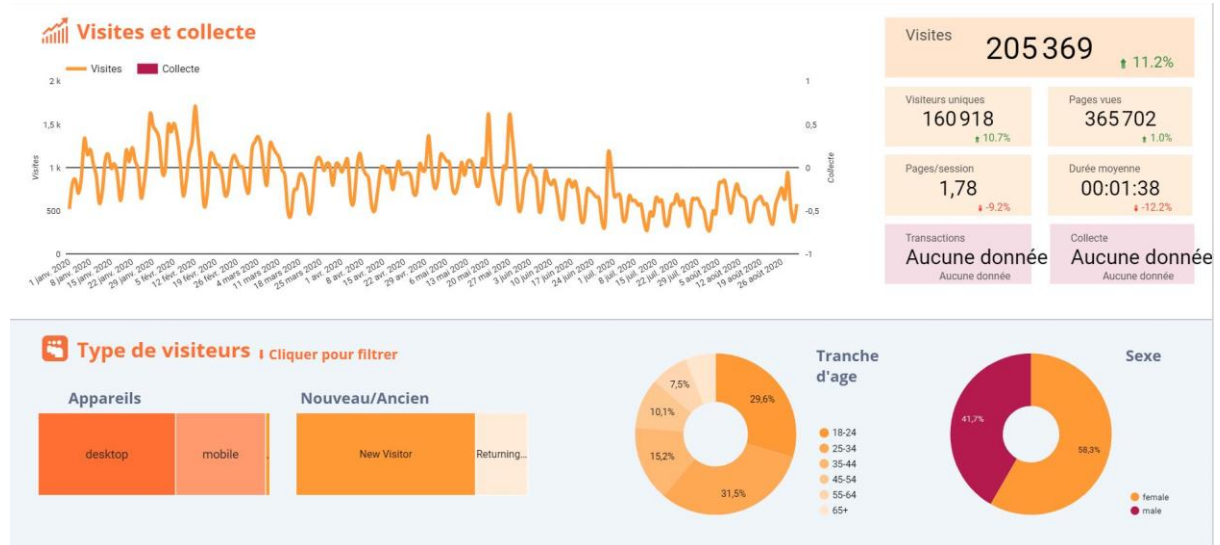 Visites et collecte
Visites
Collecte
2 k
1,5 k
1 k
500
0
Visites
1
0,5
0
-0,5
-1
Collecte
1 janv. 2020
8 janv. 2020
15 janv. 2020
22 janv. 2020
29 janv. 2020
5 févr. 2020
12 févr. 2020
19 févr. 2020
26 févr. 2020
4 mars 2020
11 mars 2020
18 mars 2020
25 mars 2020
1 avr. 2020
8 avr. 2020
15 avr. 2020
22 avr. 2020
29 avr. 2020
6 mai 2020
13 mai 2020
20 mai 2020
27 mai 2020
3 juin 2020
10 juin 2020
17 juin 2020
24 juin 2020
1 juil. 2020
8 juil. 2020
15 juil. 2020
22 juil. 2020
29 juil. 2020
5 août 2020
12 août 2020
19 août 2020
26 août 2020
Visites
205 369
11.2%
Visiteurs uniques
160 918
10.7%
Pages vues
365 702
1.0%
Pages/session
1,78
-9.2%
Durée moyenne
00:01:38
-12.2%
Transactions
Aucune donnée
Aucune donnée
Collecte
Aucune donnée
Aucune donnée
Type de visiteurs
Cliquer pour filtrer
Appareils
desktop
mobile
Nouveau/Ancien
New Visitor
Returning...
Tranche
d'age
29,6%
31,5%
15,2%
10,1%
7,5%
18-24
25-34
35-44
45-54
55-64
65+
Sexe
41,7%
58,3%
female
male